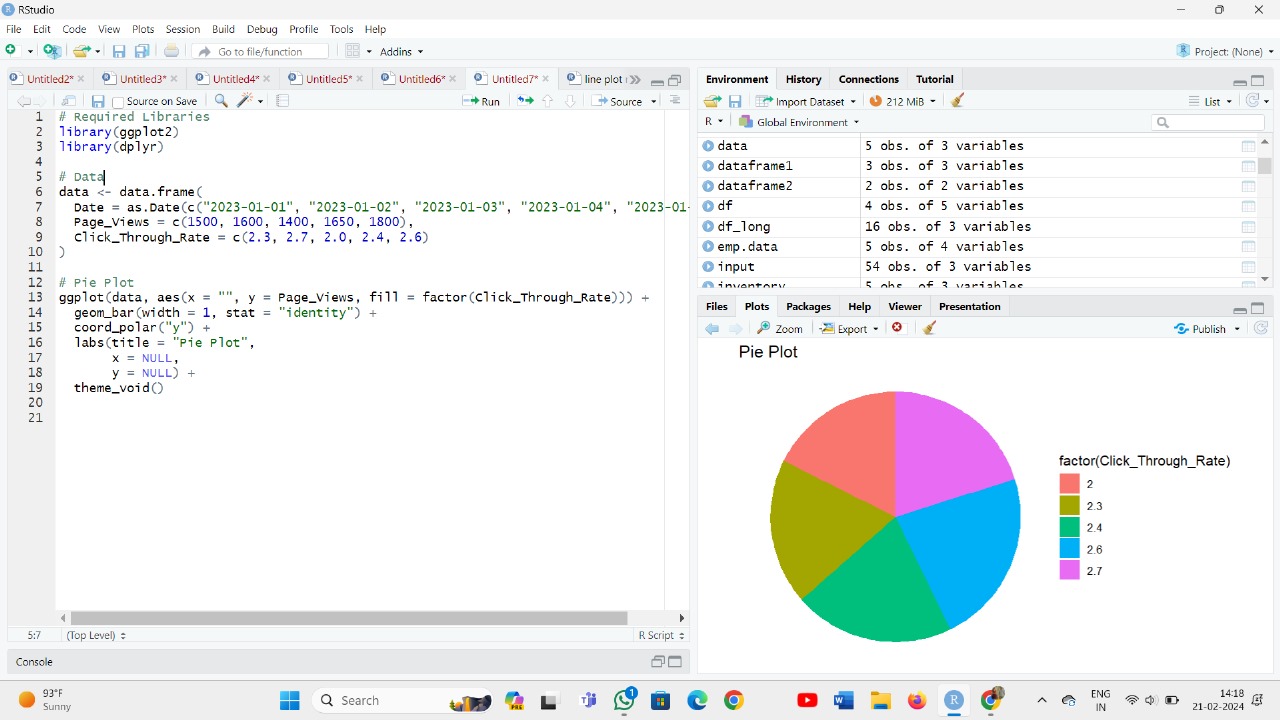 RStudio
File Edit Code View Plots Session Build Debug Profile Tools Help
Go to file/function Addins Project: (None)
Untitled2* Untitled3* Untitled4* Untitled5* Untitled6* Untitled7* line plot
Source on Save Run Source
1 # Required Libraries
2 library(ggplot2)
3 library(dplyr)
4
5 # Data
6 data <- data.frame(
7 Date = as.Date(c("2023-01-01", "2023-01-02", "2023-01-03", "2023-01-04", "2023-01-
8 Page_Views = c(1500, 1600, 1400, 1650, 1800),
9 Click_Through_Rate = c(2.3, 2.7, 2.0, 2.4, 2.6)
10 )
11
12 # Pie Plot
13 ggplot(data, aes(x = "", y = Page_Views, fill = factor(Click_Through_Rate))) +
14 geom_bar(width = 1, stat = "identity") +
15 coord_polar("y") +
16 labs(title = "Pie Plot",
17 x = NULL,
18 y = NULL) +
19 theme_void()
20
21
5:7 (Top Level) R Script
Console
Environment History Connections Tutorial
Import Dataset 212 MiB List
R Global Environment
data 5 obs. of 3 variables
dataframe1 3 obs. of 3 variables
dataframe2 2 obs. of 2 variables
df 4 obs. of 5 variables
df_long 16 obs. of 3 variables
emp.data 5 obs. of 4 variables
input 54 obs. of 3 variables
inventory 5 obs. of 3 variables
Files Plots Packages Help Viewer Presentation
Zoom Export Publish
Pie Plot
factor(Click_Through_Rate)
2
2.3
2.4
2.6
2.7
93°F
Sunny
Search
PRE
1
ENG
IN
14:18
21-02-2024